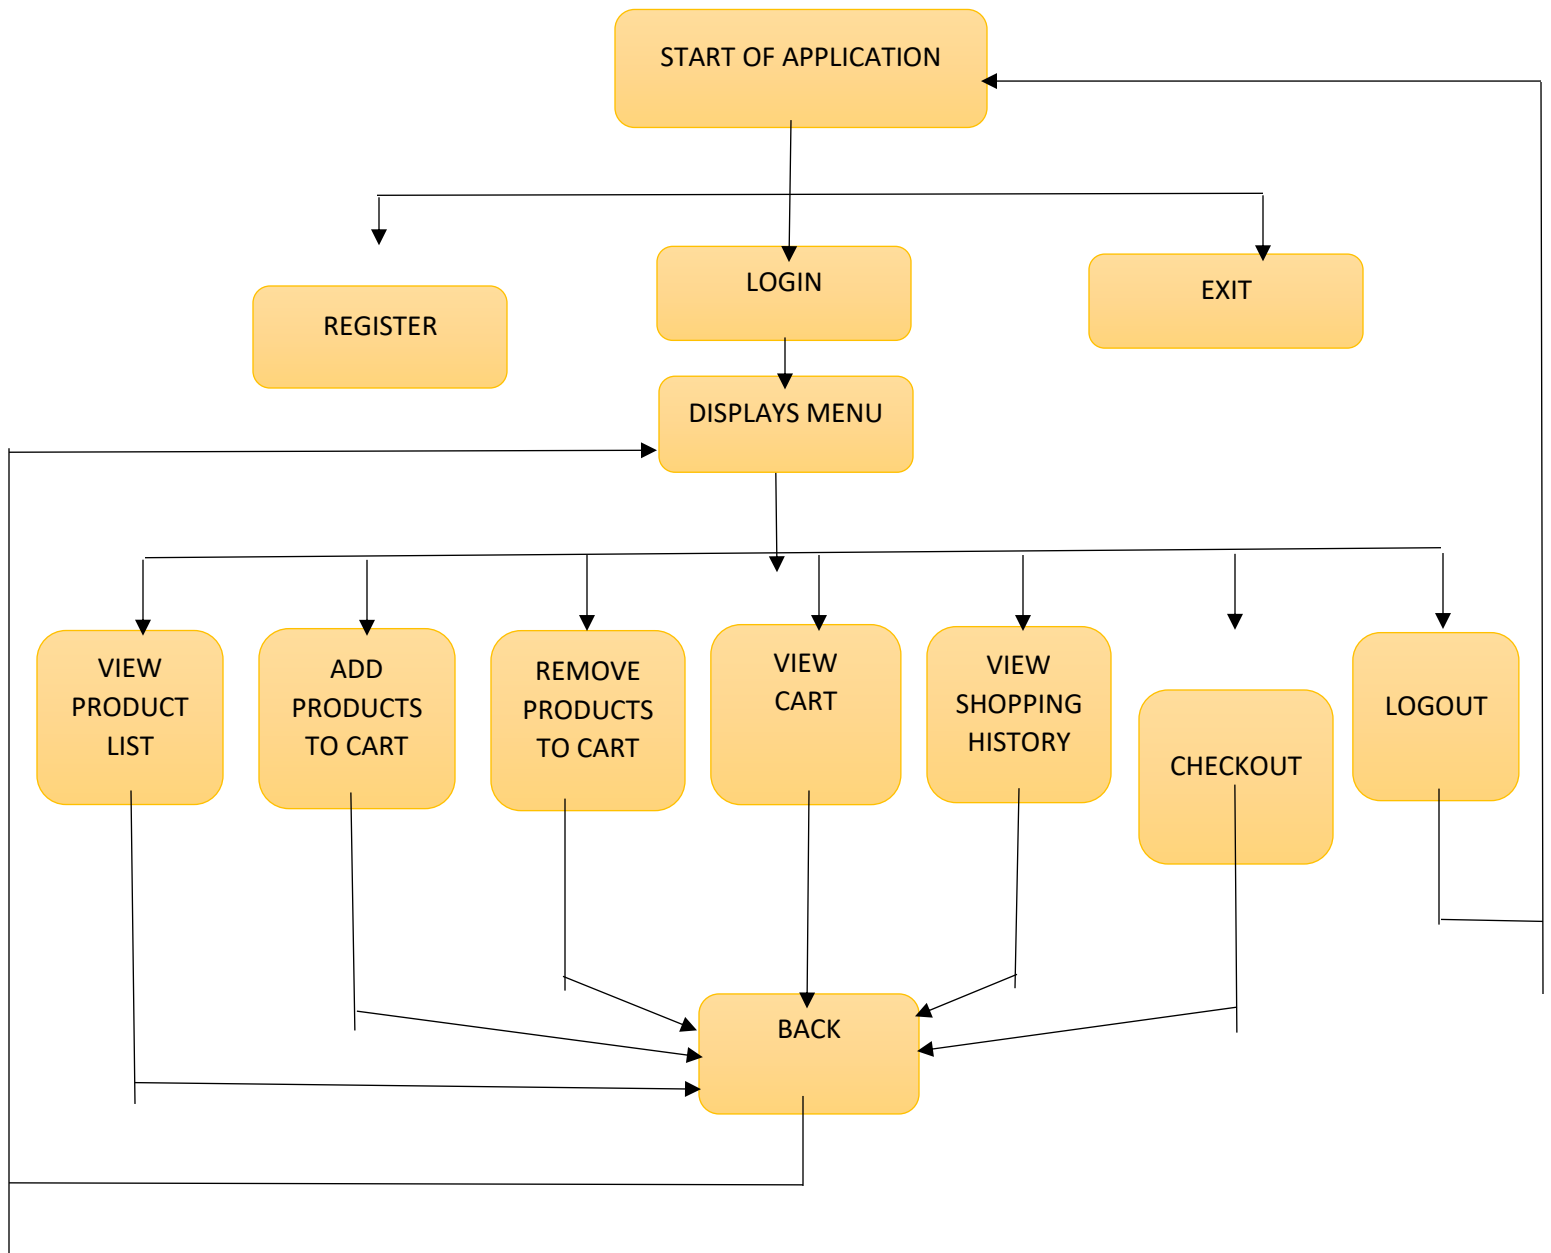 START OF APPLICATION
LOGIN
EXIT
REGISTER
DISPLAYS MENU
VIEW
PRODUCT
LIST
ADD
PRODUCTS
TO CART
REMOVE
PRODUCTS
TO CART
VIEW
CART
VIEW
SHOPPING
HISTORY
CHECKOUT
LOGOUT
BACK